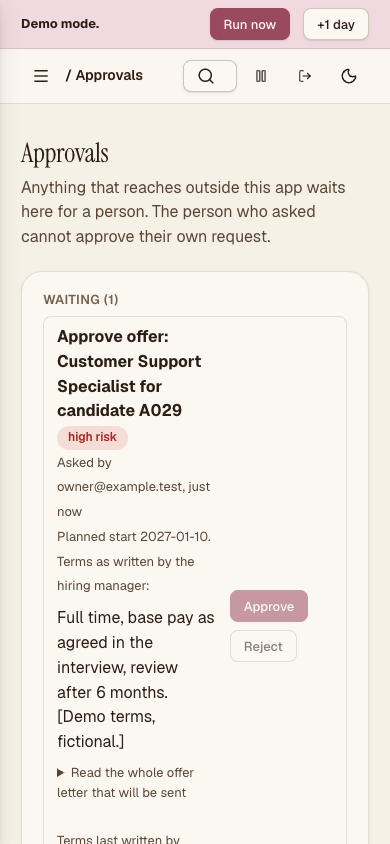 Demo mode.
Run now
+1 day
/ Approvals
Approvals
Anything that reaches outside this app waits
here for a person. The person who asked
cannot approve their own request.
WAITING (1)
Approve offer:
Customer Support
Specialist for
candidate A029
high risk
Asked by
owner@example.test, just
now
Planned start 2027-01-10.
Terms as written by the
hiring manager:
Full time, base pay as
agreed in the
interview, review
after 6 months.
[Demo terms,
fictional.]
Approve
Reject
Read the whole offer
letter that will be sent
Terms last written by